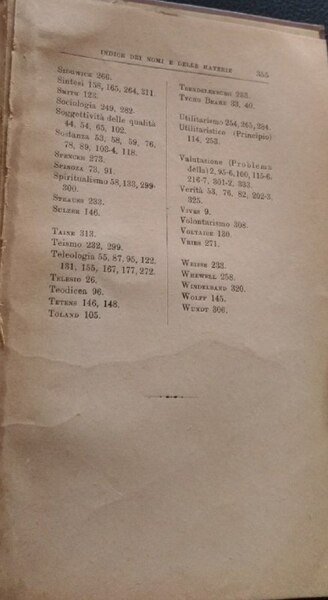 INDICE DEI NOMI E DELLE MATERIE 355
SIDGWICK 266.
Sintesi 158, 165, 264, 311.
SMITH 123.
Sociologia 249, 282.
Soggettività delle qualità
44, 54, 65, 102.
Sostanza 53, 58, 59, 76,
78, 89, 103-4, 118.
SPENCER 273.
SPINOZA 73, 91.
Spiritualismo 58, 133, 299-
300.
STRAUSS 233.
SULZER 146.
TAINE 313.
Teismo 232, 299.
Teleologia 55, 87, 95, 122,
131, 155, 167, 177, 272.
TELESIO 26.
Teodicea 96.
TETENS 146, 148.
TOLAND 105.
TRENDELENBURG 233.
TYCHO BRAHE 33, 40.
Utilitarismo 254, 265, 284.
Utilitaristico (Principio)
114, 253.
Valutazione (Problema
della) 2, 95-6, 100, 115-6,
216-7, 301-2, 333.
Verità 53, 76, 82, 202-3,
325.
VIVES 9.
Volontarismo 308.
VOLTAIRE 130.
VRIES 271.
WEISSE 233.
WHEWELL 258.
WINDELBAND 320.
WOLFF 145.
WUNDT 306.